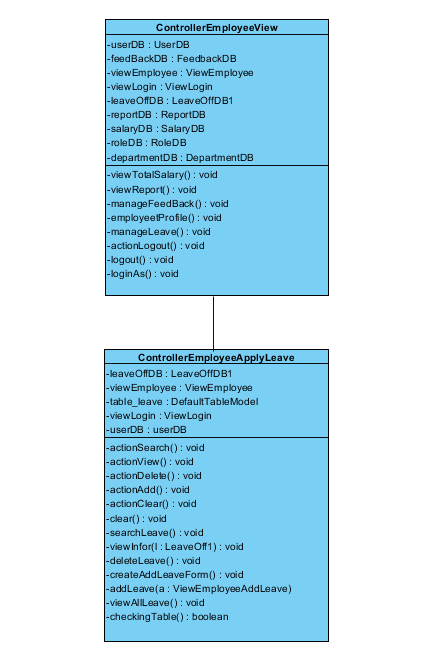 ControllerEmployeeView
-userDB : UserDB
-feedBackDB : FeedbackDB
-viewEmployee : ViewEmployee
-viewLogin : ViewLogin
-leaveOffDB : LeaveOffDB1
-reportDB : ReportDB
-salaryDB : SalaryDB
-roleDB : RoleDB
-departmentDB : DepartmentDB
-viewTotalSalary() : void
-viewReport() : void
-manageFeedBack() : void
-employeetProfile() : void
-manageLeave() : void
-actionLogout() : void
-logout() : void
-loginAs() : void
ControllerEmployeeApplyLeave
-leaveOffDB : LeaveOffDB1
-viewEmployee : ViewEmployee
-table_leave : DefaultTableModel
-viewLogin : ViewLogin
-userDB : userDB
-actionSearch() : void
-actionView() : void
-actionDelete() : void
-actionAdd() : void
-actionClear() : void
-clear() : void
-searchLeave() : void
-viewInfor(l : LeaveOff1) : void
-deleteLeave() : void
-createAddLeaveForm() : void
-addLeave(a : ViewEmployeeAddLeave)
-viewAllLeave() : void
-checkingTable() : boolean